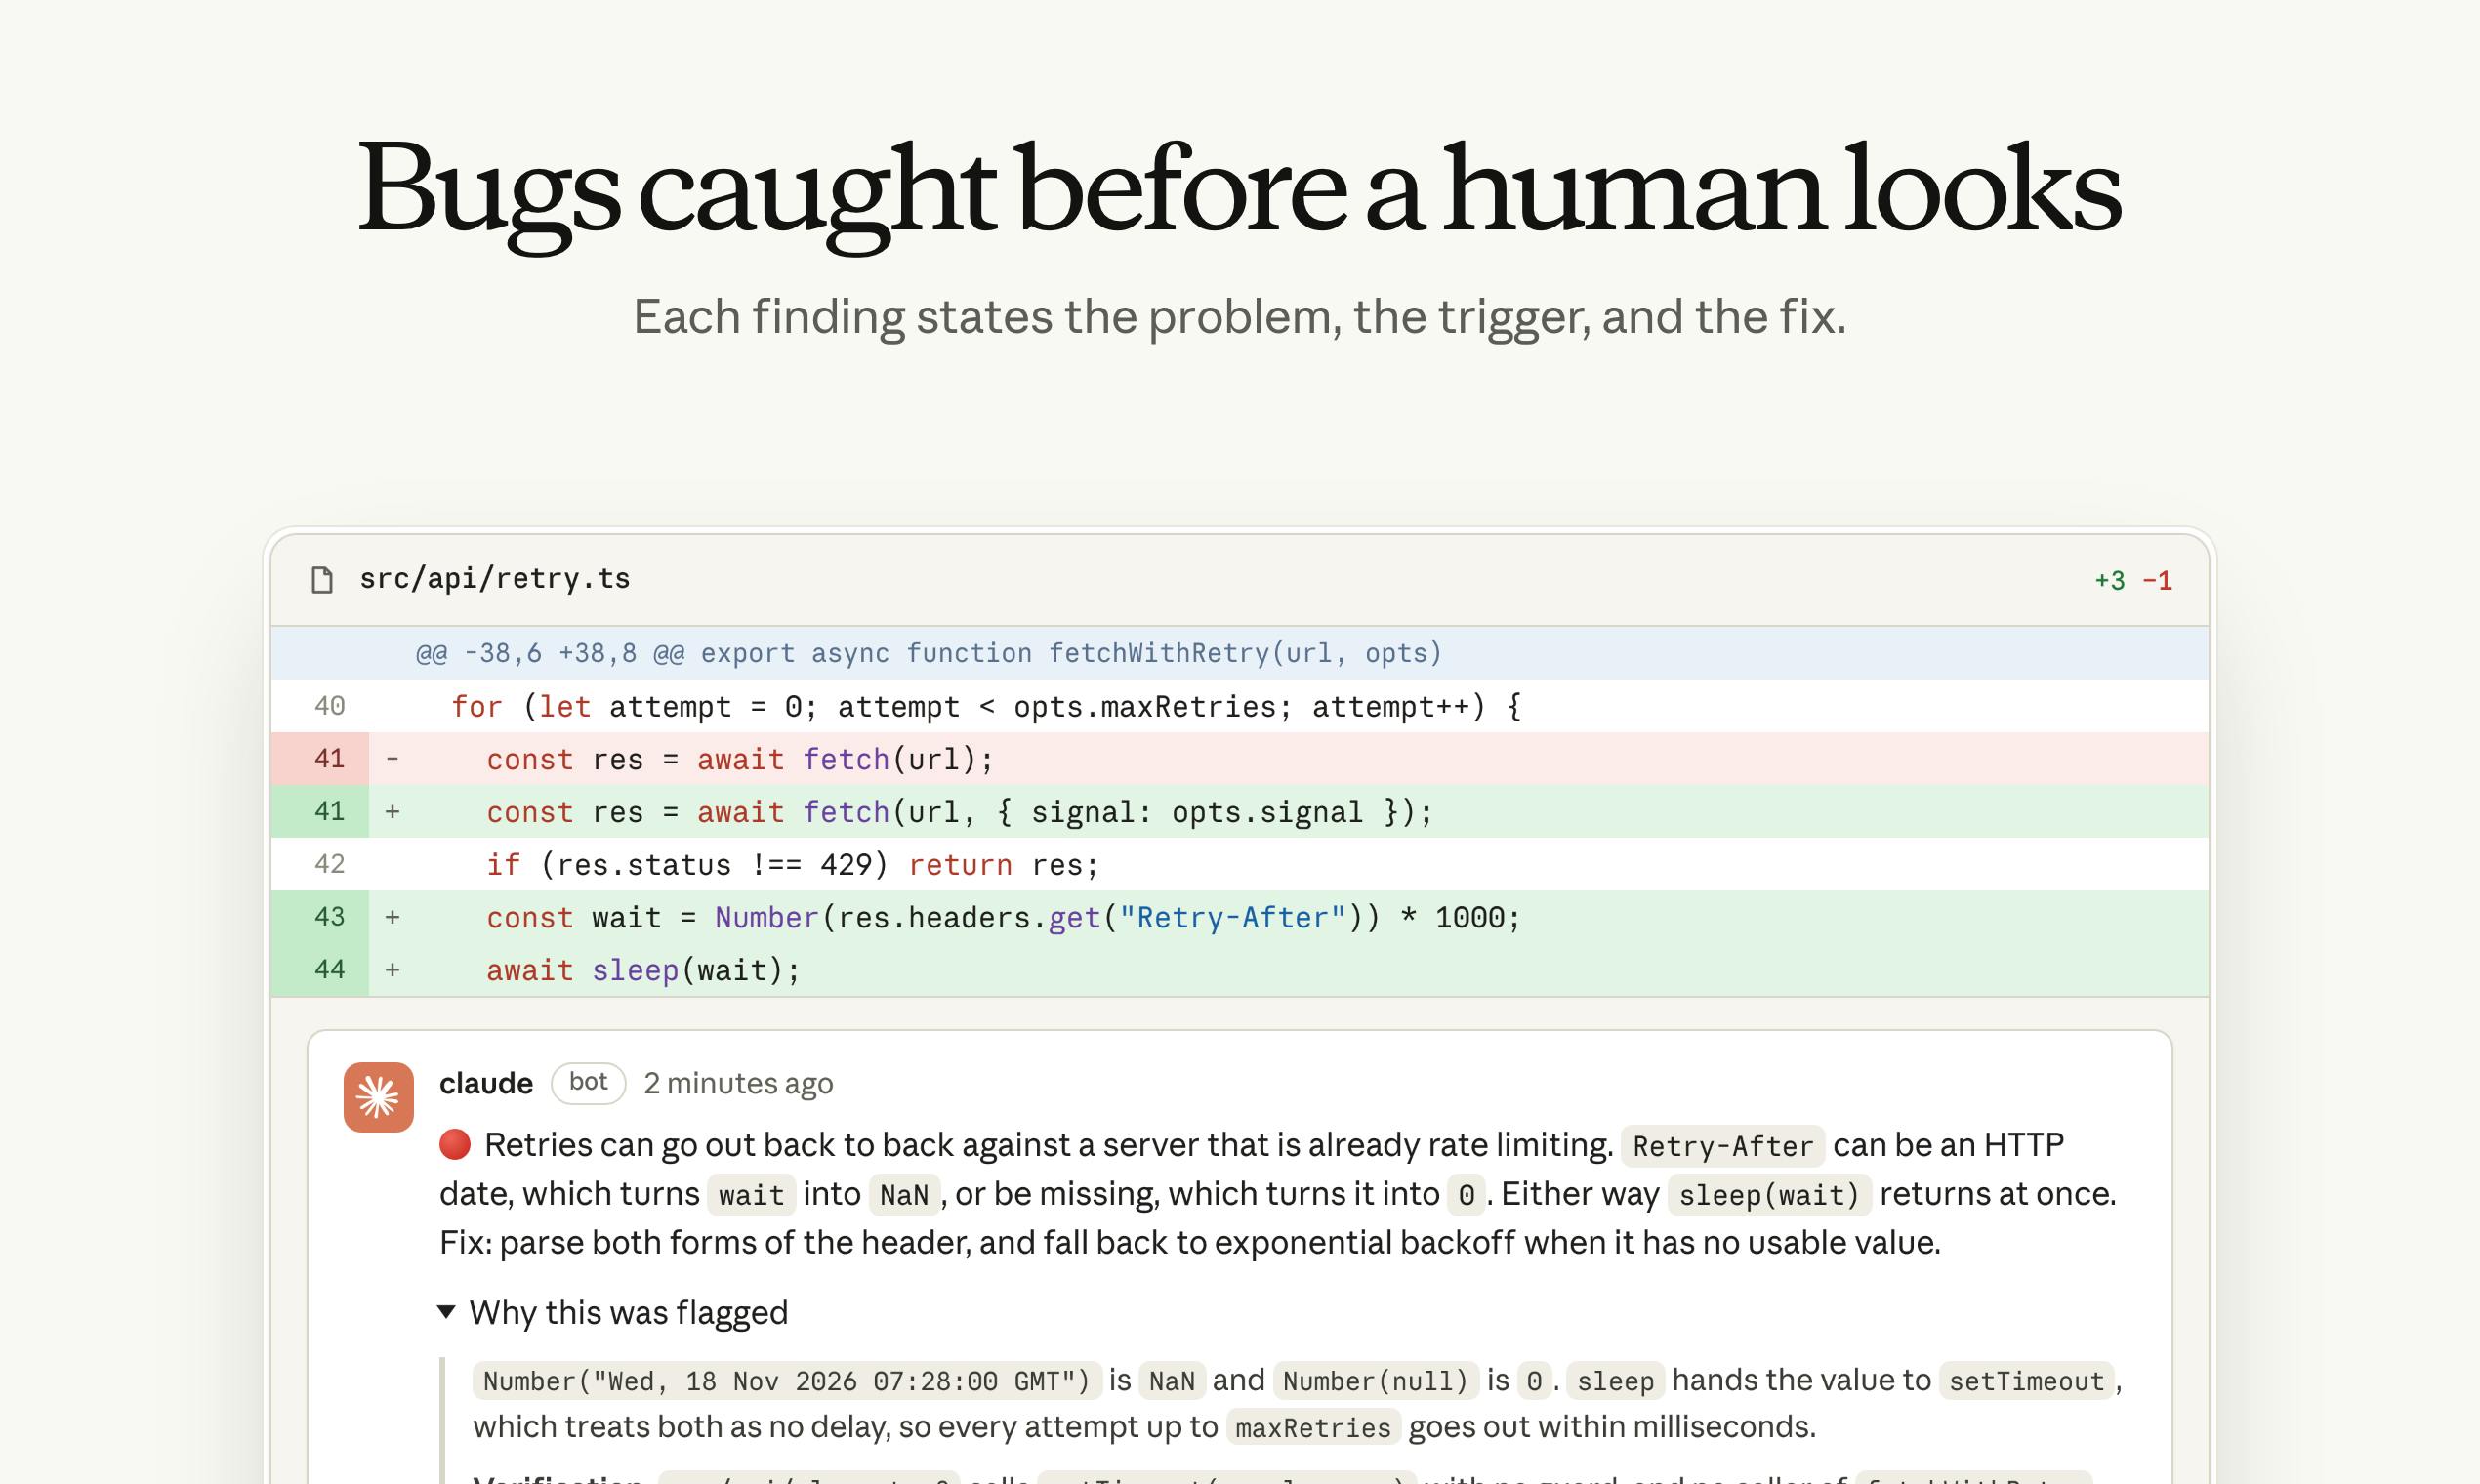 Bugs caught before a human looks
Each finding states the problem, the trigger, and the fix.
src/api/retry.ts +3 −1
@@ -38,6 +38,8 @@ export async function fetchWithRetry(url, opts)
40 for (let attempt = 0; attempt < opts.maxRetries; attempt++) {
41 - const res = await fetch(url);
41 + const res = await fetch(url, { signal: opts.signal });
42 if (res.status !== 429) return res;
43 + const wait = Number(res.headers.get("Retry-After")) * 1000;
44 + await sleep(wait);
claude bot 2 minutes ago
Retries can go out back to back against a server that is already rate limiting. Retry-After can be an HTTP
date, which turns wait into NaN, or be missing, which turns it into 0. Either way sleep(wait) returns at once.
Fix: parse both forms of the header, and fall back to exponential backoff when it has no usable value.
Why this was flagged
Number("Wed, 18 Nov 2026 07:28:00 GMT") is NaN and Number(null) is 0. sleep hands the value to setTimeout,
which treats both as no delay, so every attempt up to maxRetries goes out within milliseconds.